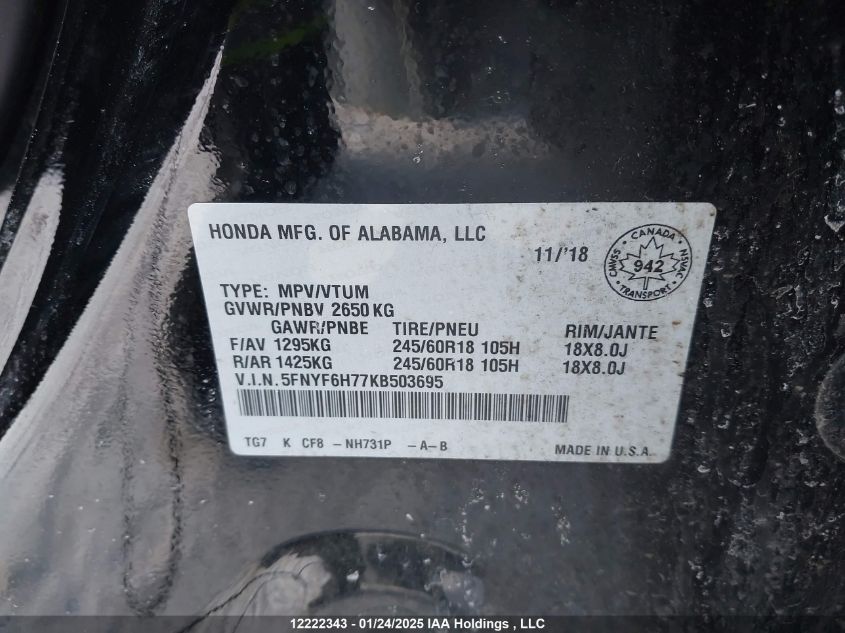 HONDA MFG. OF ALABAMA, LLC
11/'18
CANADA
CMVSS 942 NSVAC
TRANSPORT
TYPE: MPV/VTUM
GVWR/PNBV 2650 KG
GAWR/PNBE TIRE/PNEU RIM/JANTE
F/AV 1295KG 245/60R18 105H 18X8.0J
R/AR 1425KG 245/60R18 105H 18X8.0J
V.I.N. 5FNYF6H77KB503695
TG7 K CF8 -NH731P -A-B MADE IN U.S.A.
12222343 - 01/24/2025 IAA Holdings , LLC